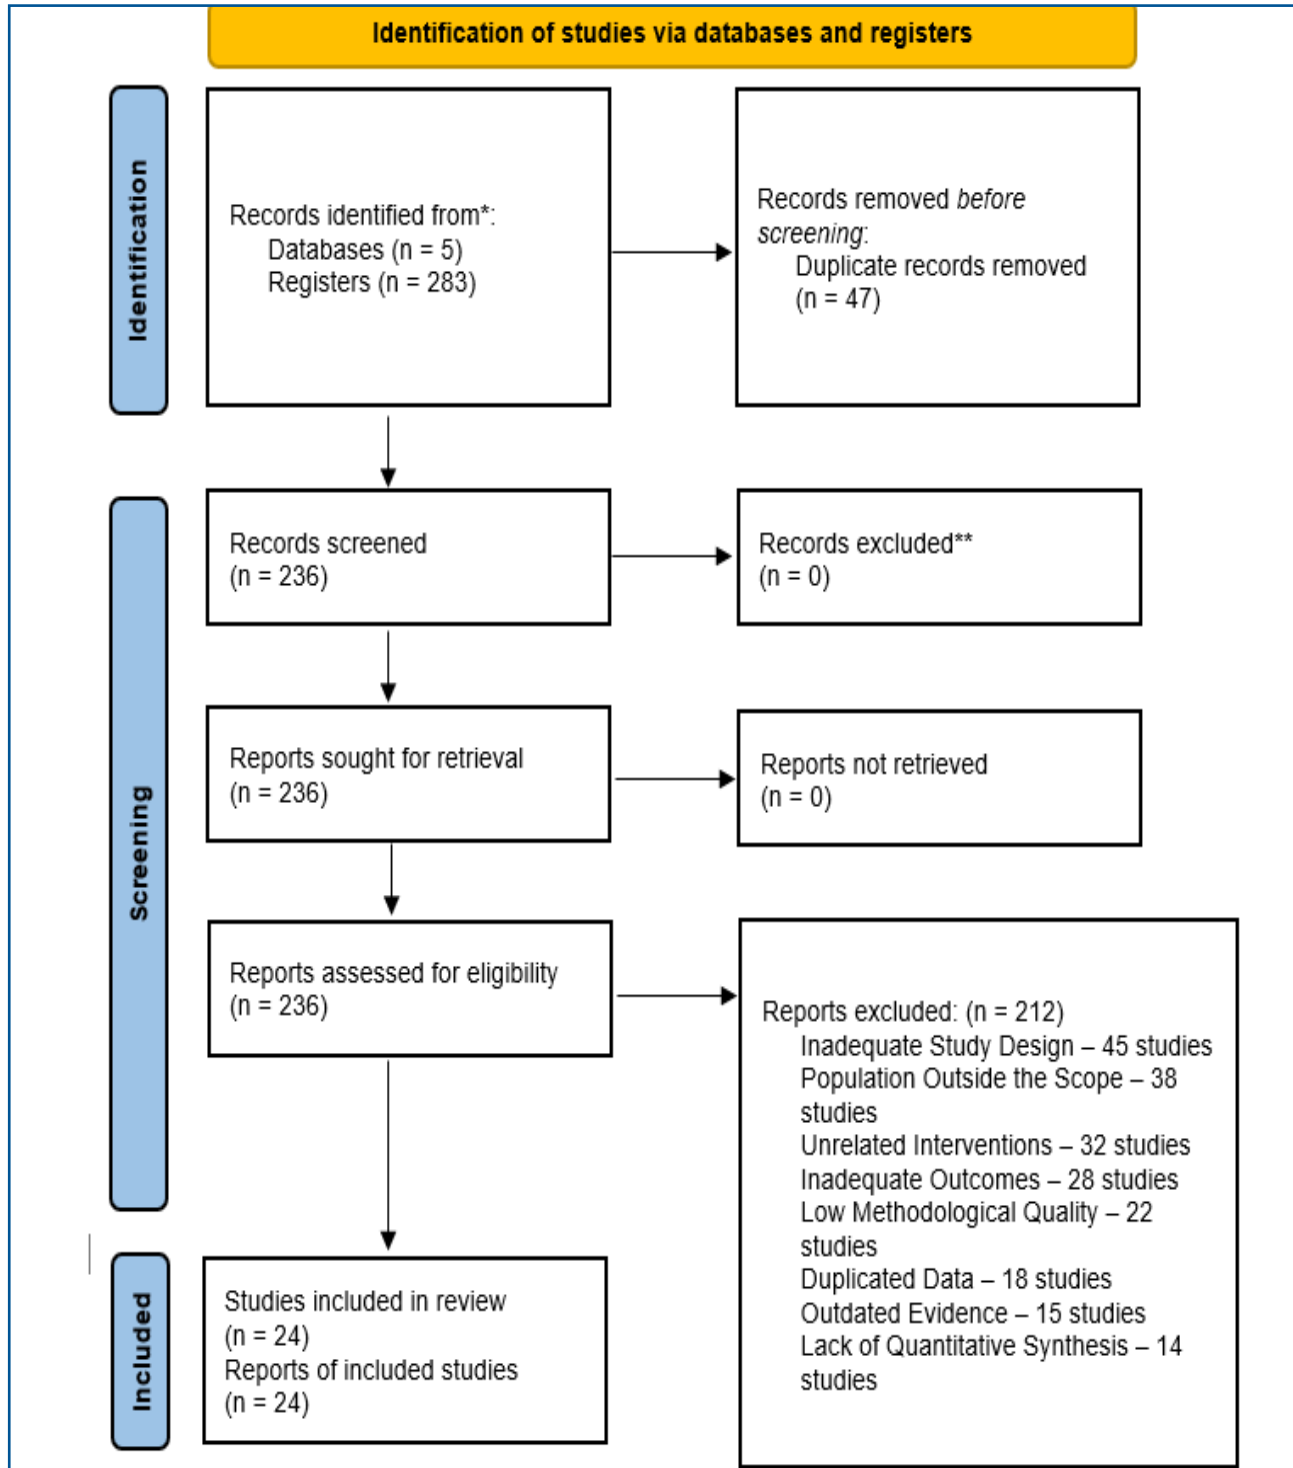 Identification of studies via databases and registers
Identification
Records identified from*:
Databases (n = 5)
Registers (n = 283)
Records removed before
screening:
Duplicate records removed
(n = 47)
Screening
Records screened
(n = 236)
Records excluded**
(n = 0)
Reports sought for retrieval
(n = 236)
Reports not retrieved
(n = 0)
Reports assessed for eligibility
(n = 236)
Reports excluded: (n = 212)
Inadequate Study Design – 45 studies
Population Outside the Scope – 38
studies
Unrelated Interventions – 32 studies
Inadequate Outcomes – 28 studies
Low Methodological Quality – 22
studies
Duplicated Data – 18 studies
Outdated Evidence – 15 studies
Lack of Quantitative Synthesis – 14
studies
Included
Studies included in review
(n = 24)
Reports of included studies
(n = 24)